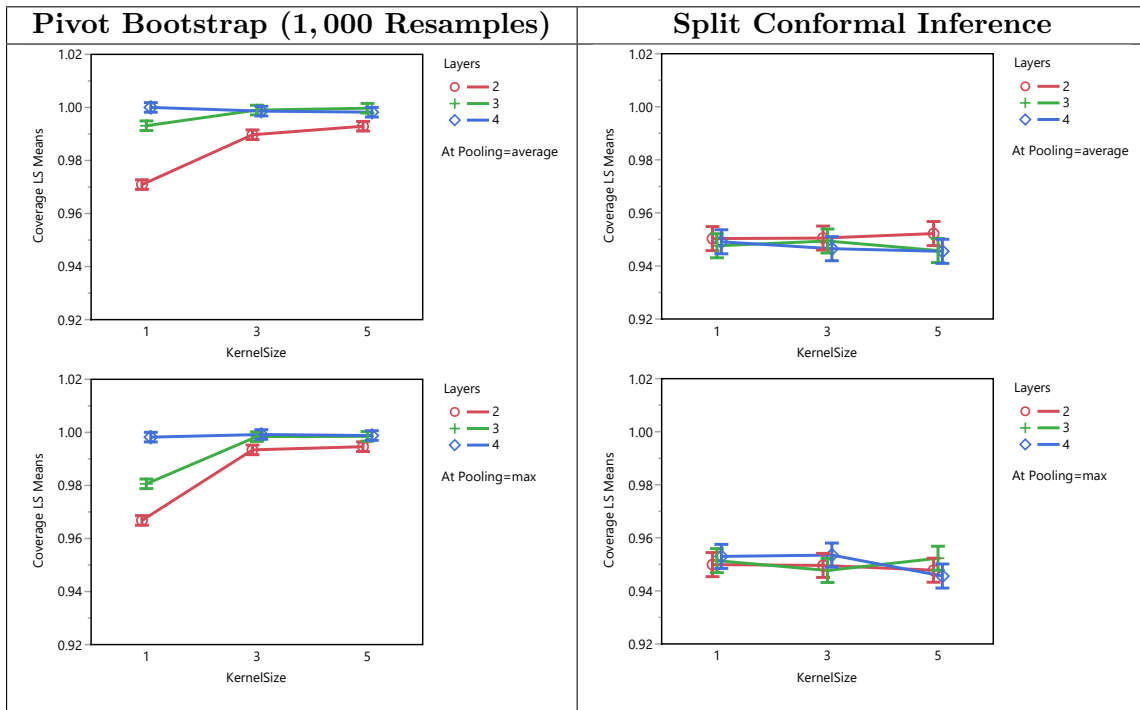 Pivot Bootstrap (1,000 Resamples)
Split Conformal Inference
1.02
1.00
0.98
0.96
0.94
0.92
Coverage LS Means
1 3 5
KernelSize
Layers
2
3
4
At Pooling=average
1.02
1.00
0.98
0.96
0.94
0.92
Coverage LS Means
1 3 5
KernelSize
Layers
2
3
4
At Pooling=average
1.02
1.00
0.98
0.96
0.94
0.92
Coverage LS Means
1 3 5
KernelSize
Layers
2
3
4
At Pooling=max
1.02
1.00
0.98
0.96
0.94
0.92
Coverage LS Means
1 3 5
KernelSize
Layers
2
3
4
At Pooling=max